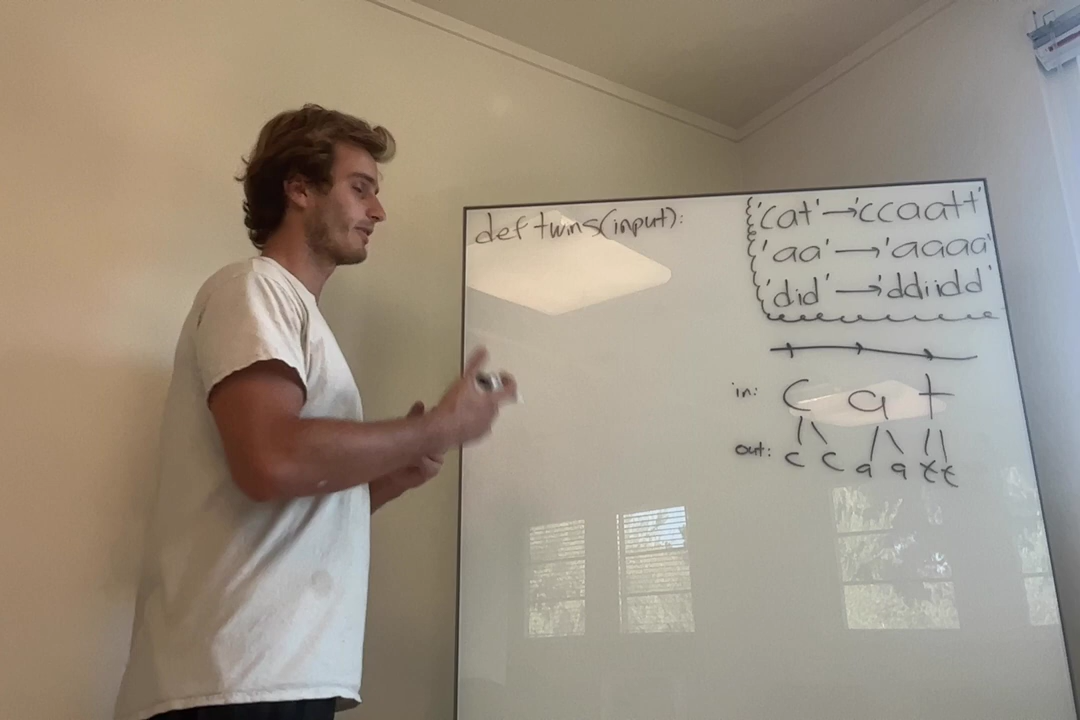 def twins(input):
'cat' → 'ccaatt'
'aa' → 'aaaa'
'did' → 'ddiidd'
in: c a t
out: c c a a t t